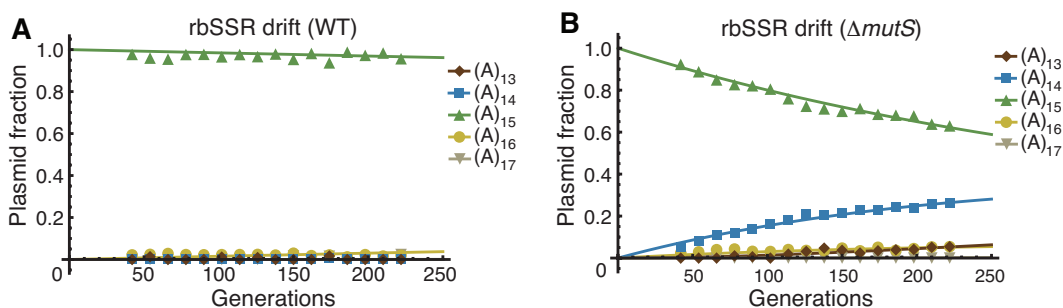 A
rbSSR drift (WT)
Plasmid fraction
1.0
0.8
0.6
0.4
0.2
0
0 50 100 150 200 250
Generations
(A)13
(A)14
(A)15
(A)16
(A)17
B
rbSSR drift (ΔmutS)
Plasmid fraction
1.0
0.8
0.6
0.4
0.2
0
0 50 100 150 200 250
Generations
(A)13
(A)14
(A)15
(A)16
(A)17